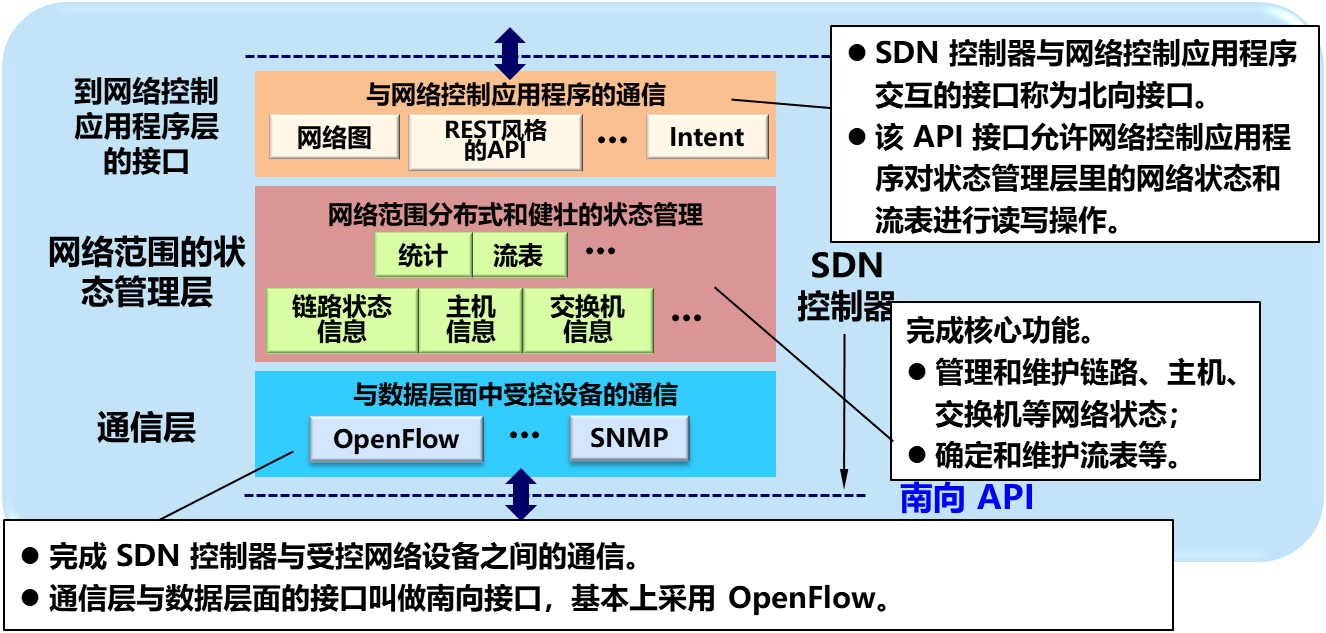 到网络控制
应用程序层
的接口
与网络控制应用程序的通信
网络图
REST风格
的API
•••
Intent
● SDN 控制器与网络控制应用程序
交互的接口称为北向接口。
● 该 API 接口允许网络控制应用程
序对状态管理层里的网络状态和
流表进行读写操作。
网络范围的状
态管理层
网络范围分布式和健壮的状态管理
统计
流表
•••
链路状态
信息
主机
信息
交换机
信息
•••
SDN
控制器
完成核心功能。
● 管理和维护链路、主机、
交换机等网络状态；
● 确定和维护流表等。
通信层
与数据层面中受控设备的通信
OpenFlow
•••
SNMP
南向 API
● 完成 SDN 控制器与受控网络设备之间的通信。
● 通信层与数据层面的接口叫做南向接口，基本上采用 OpenFlow。